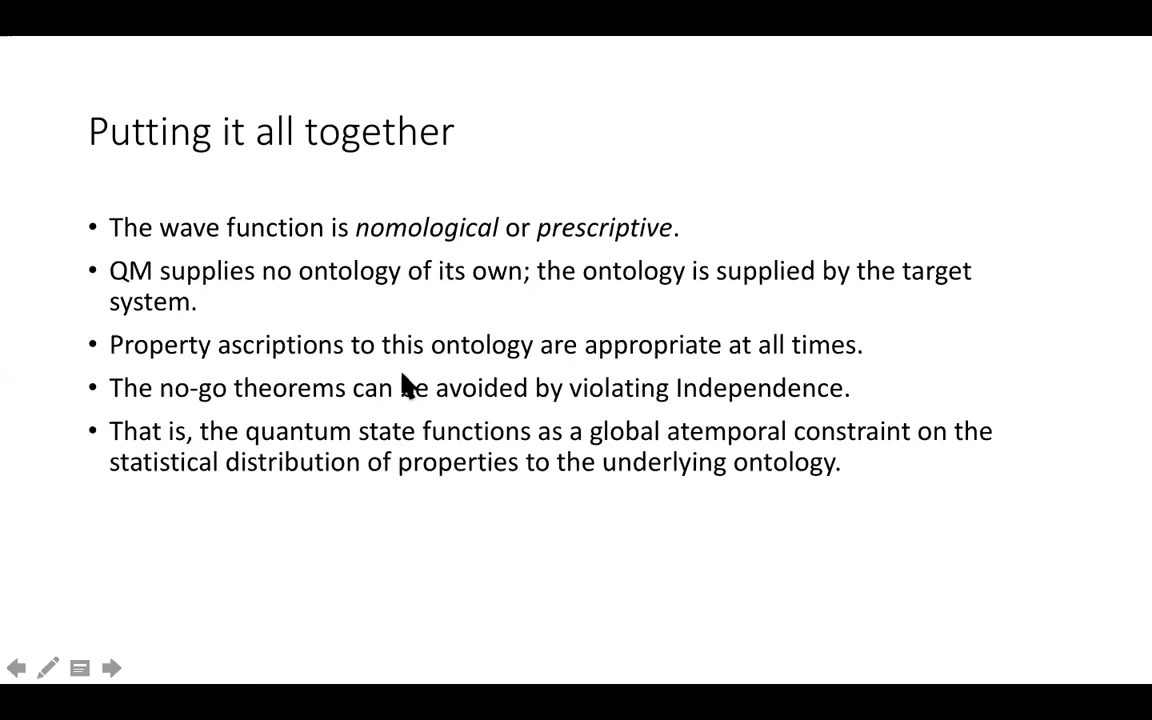 Putting it all together
• The wave function is nomological or prescriptive.
• QM supplies no ontology of its own; the ontology is supplied by the target
system.
• Property ascriptions to this ontology are appropriate at all times.
• The no-go theorems can be avoided by violating Independence.
• That is, the quantum state functions as a global atemporal constraint on the
statistical distribution of properties to the underlying ontology.